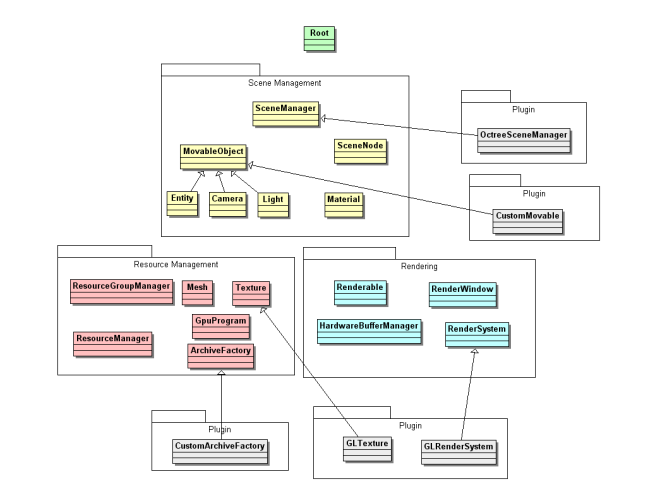 Root
Scene Management
SceneManager
Plugin
OctreeSceneManager
SceneNode
MovableObject
Plugin
Entity
Camera
Light
Material
CustomMovable
Resource Management
Rendering
ResourceGroupManager
Mesh
Texture
Renderable
RenderWindow
GpuProgram
HardwareBufferManager
RenderSystem
ResourceManager
ArchiveFactory
Plugin
Plugin
CustomArchiveFactory
GLTexture
GLRenderSystem